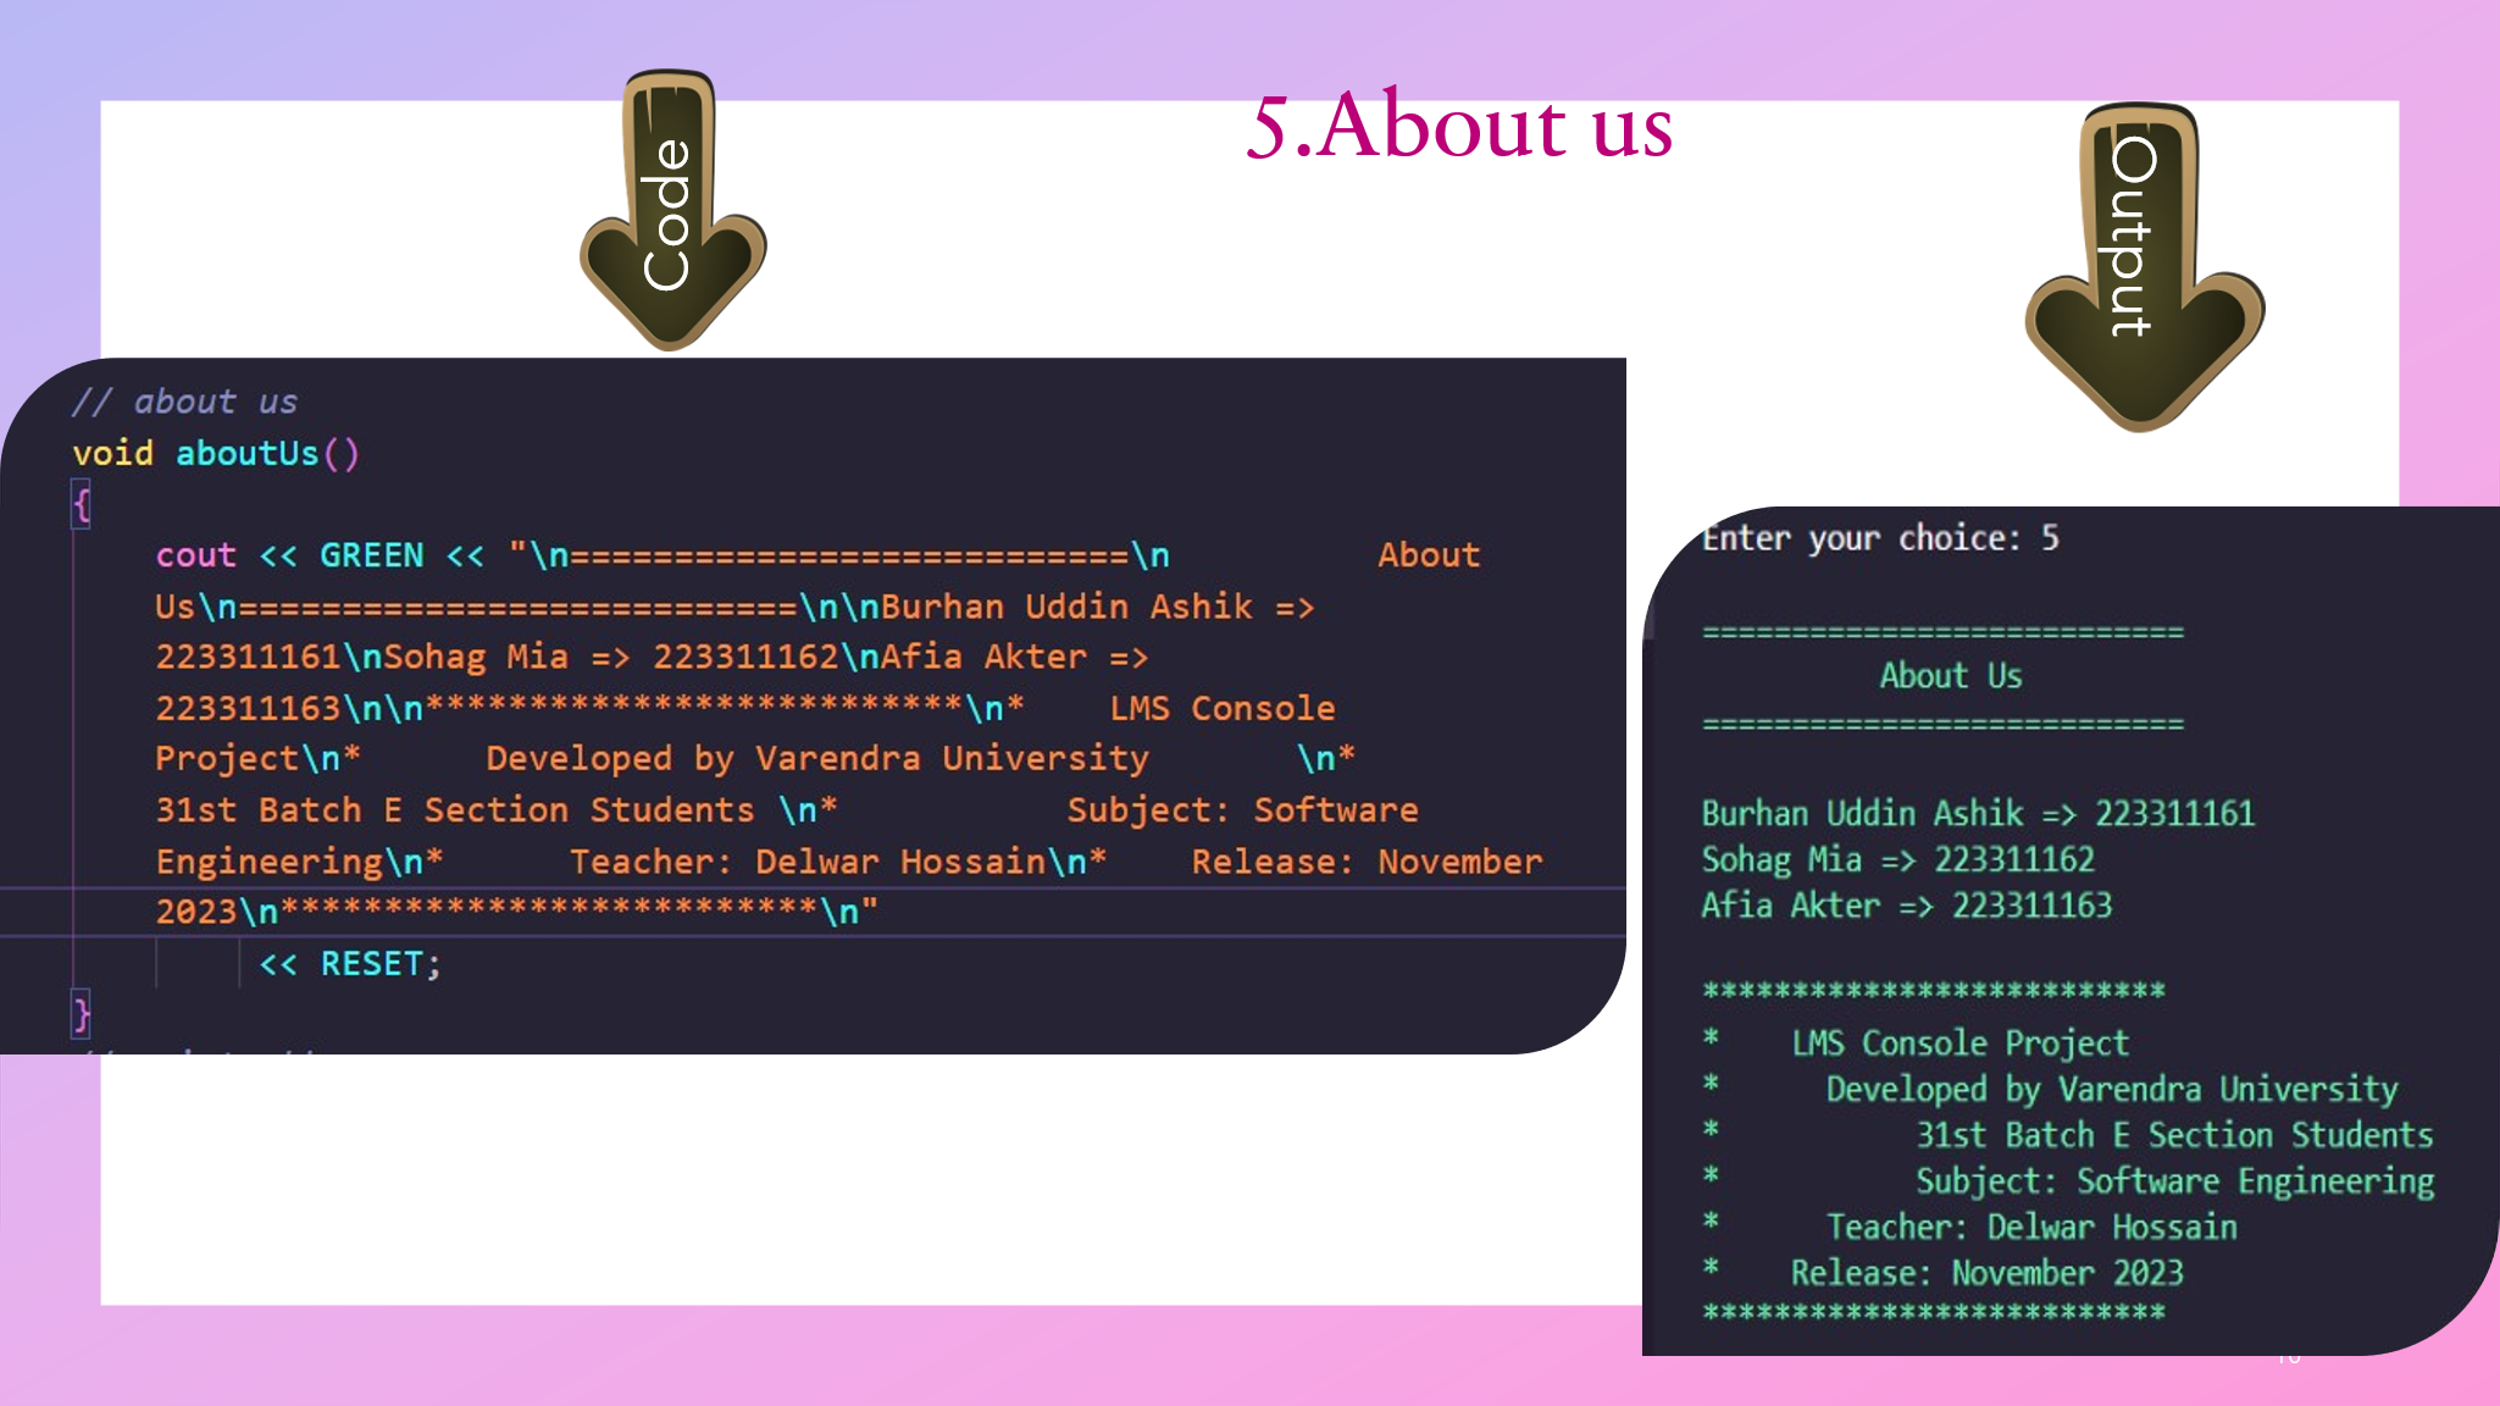 5.About us
Code
Output
// about us
void aboutUs()
{
cout << GREEN << "\n===========================\n          About
Us\n===========================\n\nBurhan Uddin Ashik =>
223311161\nSohag Mia => 223311162\nAfia Akter =>
223311163\n\n**************************\n*    LMS Console
Project\n*      Developed by Varendra University       \n*
31st Batch E Section Students \n*           Subject: Software
Engineering\n*      Teacher: Delwar Hossain\n*    Release: November
2023\n**************************\n"
<< RESET;
}
Enter your choice: 5
===========================
About Us
===========================
Burhan Uddin Ashik => 223311161
Sohag Mia => 223311162
Afia Akter => 223311163
**************************
*    LMS Console Project
*      Developed by Varendra University
*           31st Batch E Section Students
*           Subject: Software Engineering
*      Teacher: Delwar Hossain
*    Release: November 2023
**************************